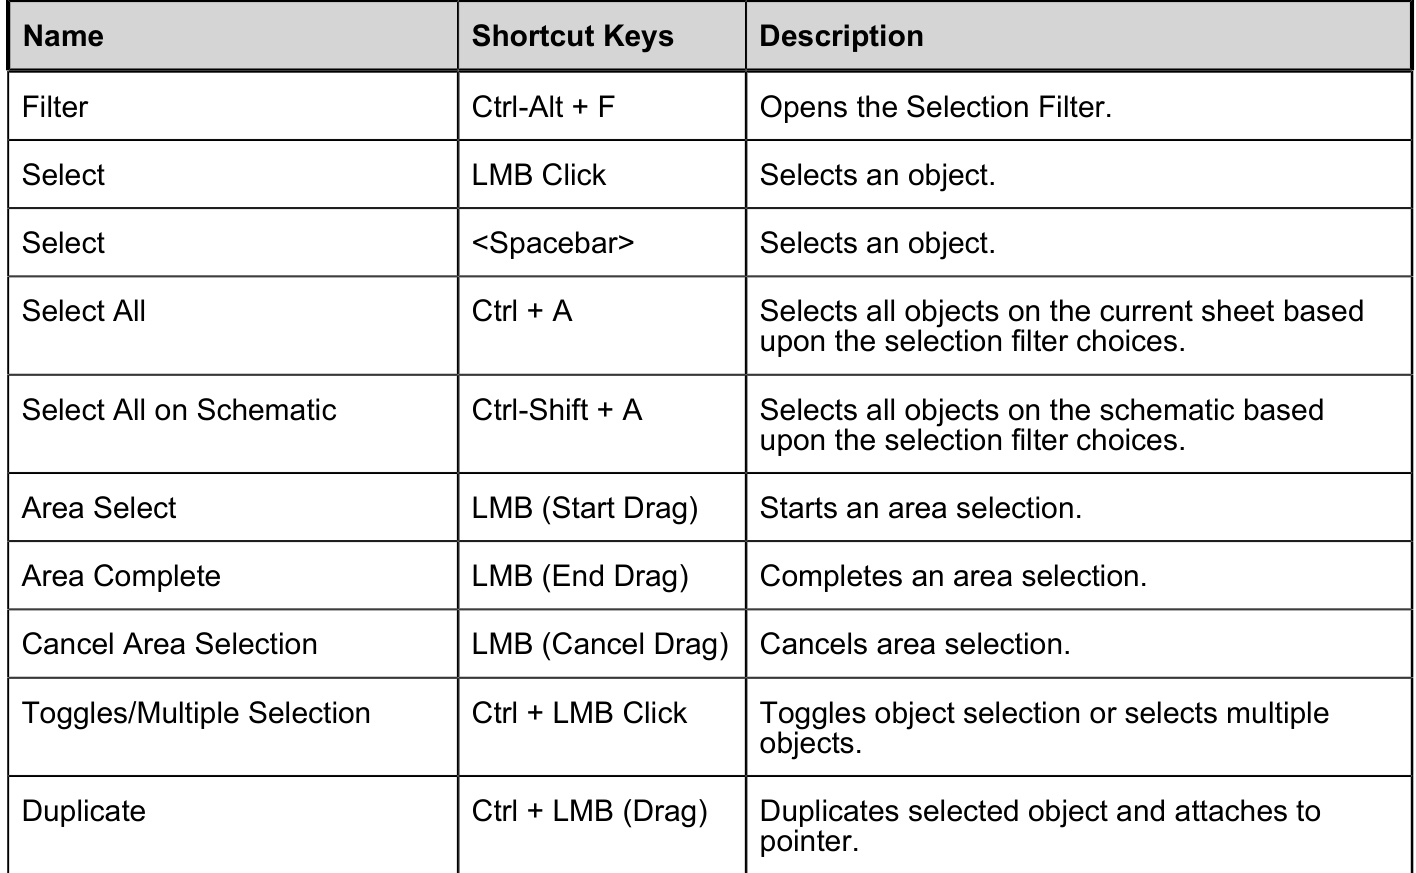 Name Shortcut Keys Description
Filter Ctrl-Alt + F Opens the Selection Filter.
Select LMB Click Selects an object.
Select <Spacebar> Selects an object.
Select All Ctrl + A Selects all objects on the current sheet based
upon the selection filter choices.
Select All on Schematic Ctrl-Shift + A Selects all objects on the schematic based
upon the selection filter choices.
Area Select LMB (Start Drag) Starts an area selection.
Area Complete LMB (End Drag) Completes an area selection.
Cancel Area Selection LMB (Cancel Drag) Cancels area selection.
Toggles/Multiple Selection Ctrl + LMB Click Toggles object selection or selects multiple
objects.
Duplicate Ctrl + LMB (Drag) Duplicates selected object and attaches to
pointer.